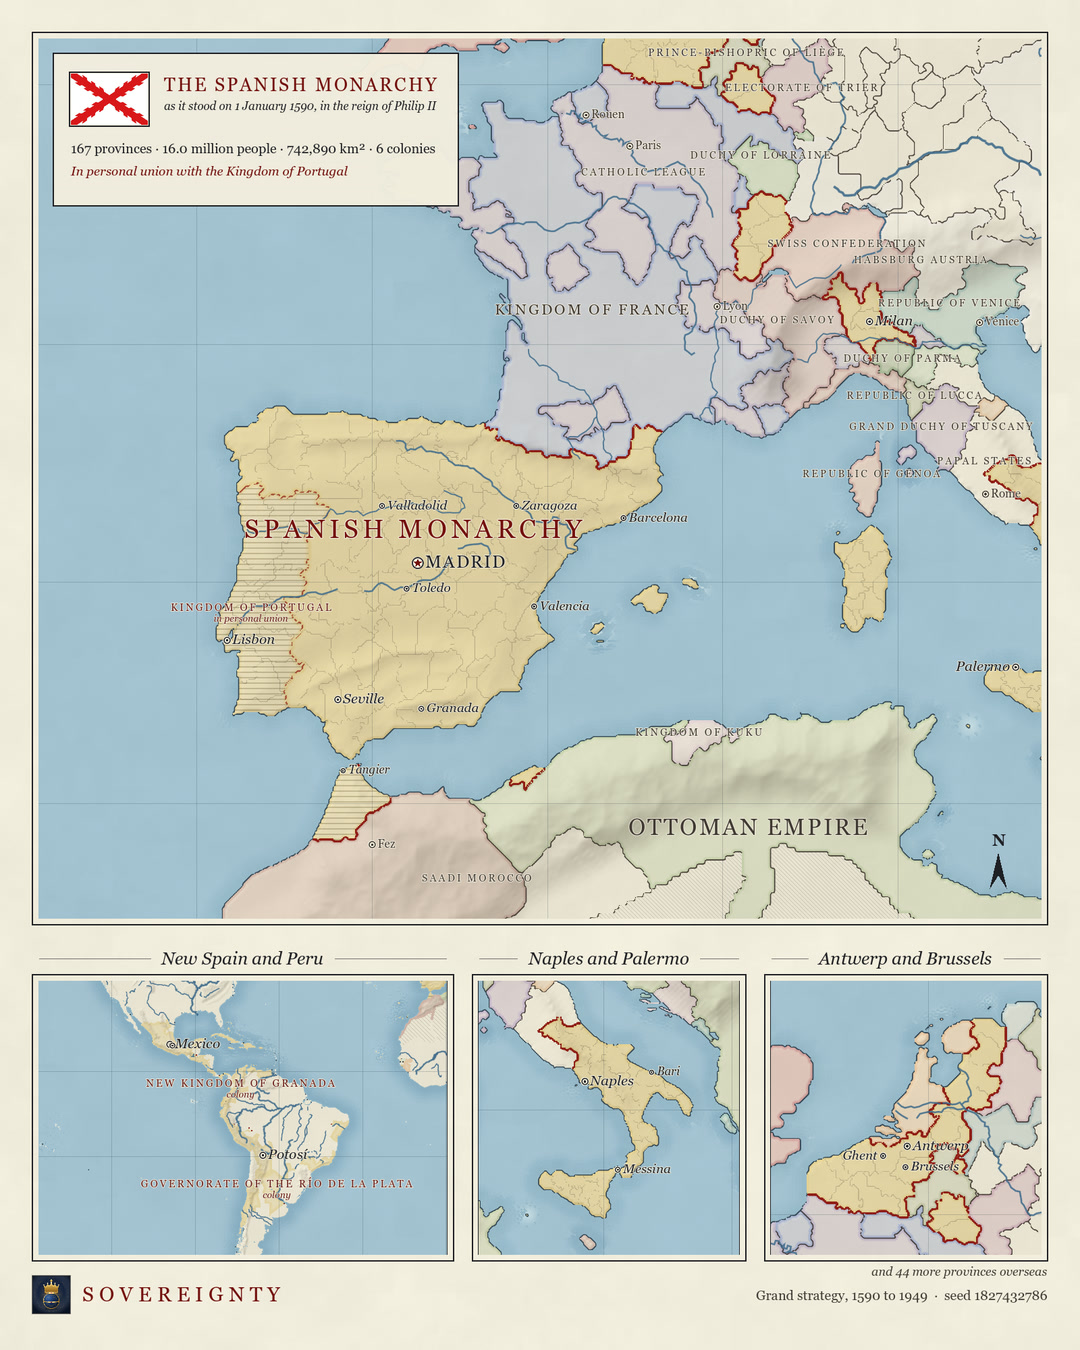 THE SPANISH MONARCHY
as it stood on 1 January 1590, in the reign of Philip II
167 provinces · 16.0 million people · 742,890 km² · 6 colonies
In personal union with the Kingdom of Portugal
PRINCE-BISHOPRIC OF LIÈGE
ELECTORATE OF TRIER
Rouen
Paris
DUCHY OF LORRAINE
CATHOLIC LEAGUE
SWISS CONFEDERATION
HABSBURG AUSTRIA
KINGDOM OF FRANCE
Lyon
REPUBLIC OF VENICE
DUCHY OF SAVOY
Milan
Venice
DUCHY OF PARMA
REPUBLIC OF LUCCA
GRAND DUCHY OF TUSCANY
PAPAL STATES
REPUBLIC OF GENOA
Rome
Valladolid
Zaragoza
Barcelona
SPANISH MONARCHY
MADRID
Toledo
Valencia
KINGDOM OF PORTUGAL
in personal union
Lisbon
Palermo
Seville
Granada
KINGDOM OF KUKU
Tangier
OTTOMAN EMPIRE
Fez
N
SAADI MOROCCO
New Spain and Peru
Mexico
NEW KINGDOM OF GRANADA
colony
Potosí
GOVERNORATE OF THE RÍO DE LA PLATA
colony
Naples and Palermo
Naples
Bari
Messina
Antwerp and Brussels
Antwerp
Ghent
Brussels
and 44 more provinces overseas
SOVEREIGNTY
Grand strategy, 1590 to 1949 · seed 1827432786